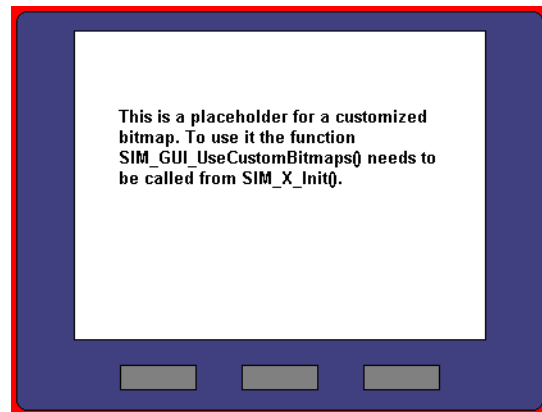 This is a placeholder for a customized
bitmap. To use it the function
SIM_GUI_UseCustomBitmaps() needs to
be called from SIM_X_Init().